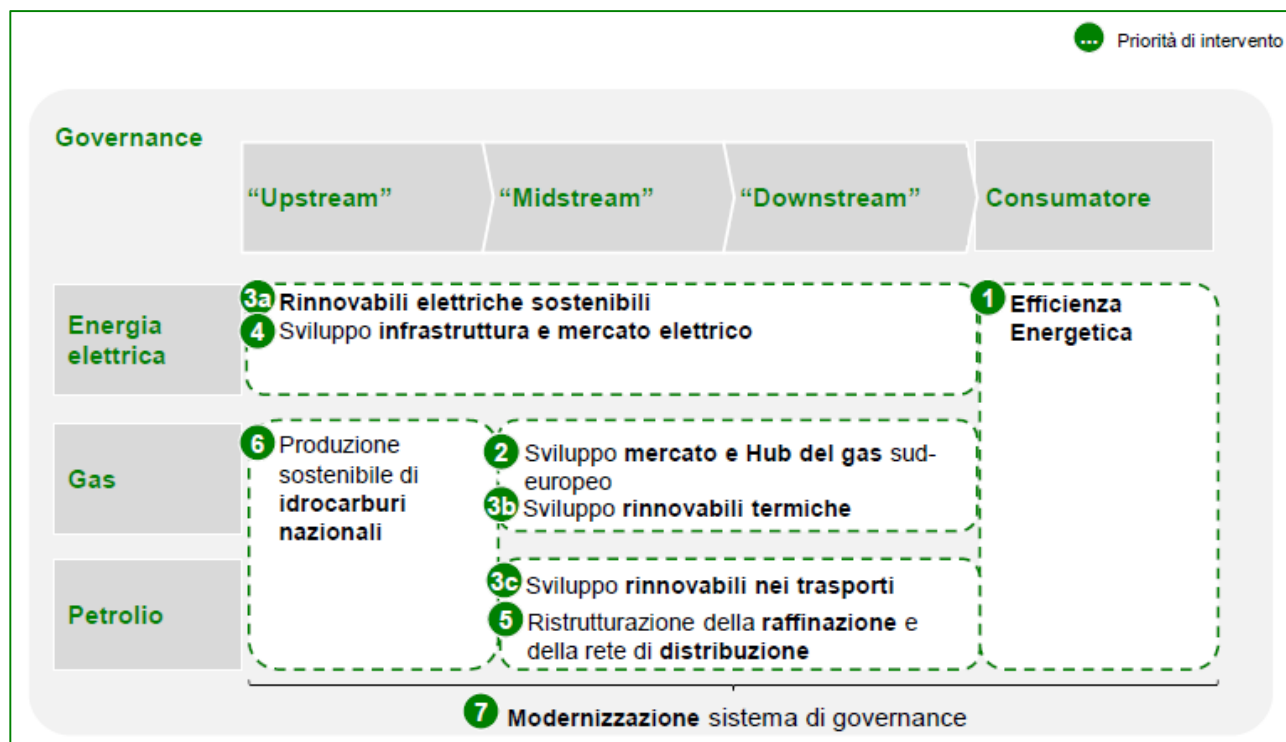 ... Priorità di intervento
Governance
“Upstream”
“Midstream”
“Downstream”
Consumatore
Energia
elettrica
3a Rinnovabili elettriche sostenibili
4 Sviluppo infrastruttura e mercato elettrico
1 Efficienza
Energetica
Gas
6 Produzione
sostenibile di
idrocarburi
nazionali
2 Sviluppo mercato e Hub del gas sud-
europeo
3b Sviluppo rinnovabili termiche
Petrolio
3c Sviluppo rinnovabili nei trasporti
5 Ristrutturazione della raffinazione e
della rete di distribuzione
7 Modernizzazione sistema di governance